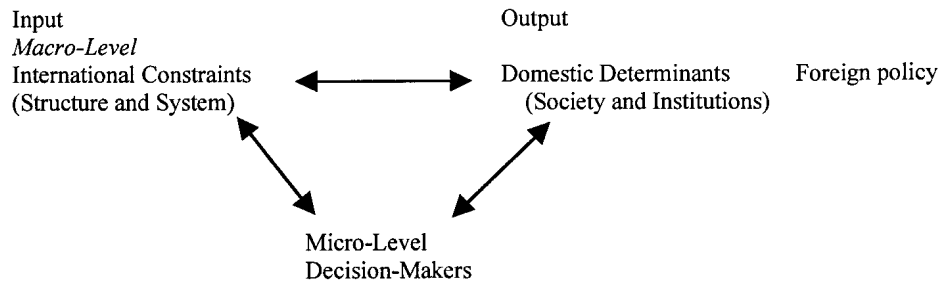 Input Output
Macro-Level
International Constraints Domestic Determinants Foreign policy
(Structure and System) (Society and Institutions)
Micro-Level
Decision-Makers